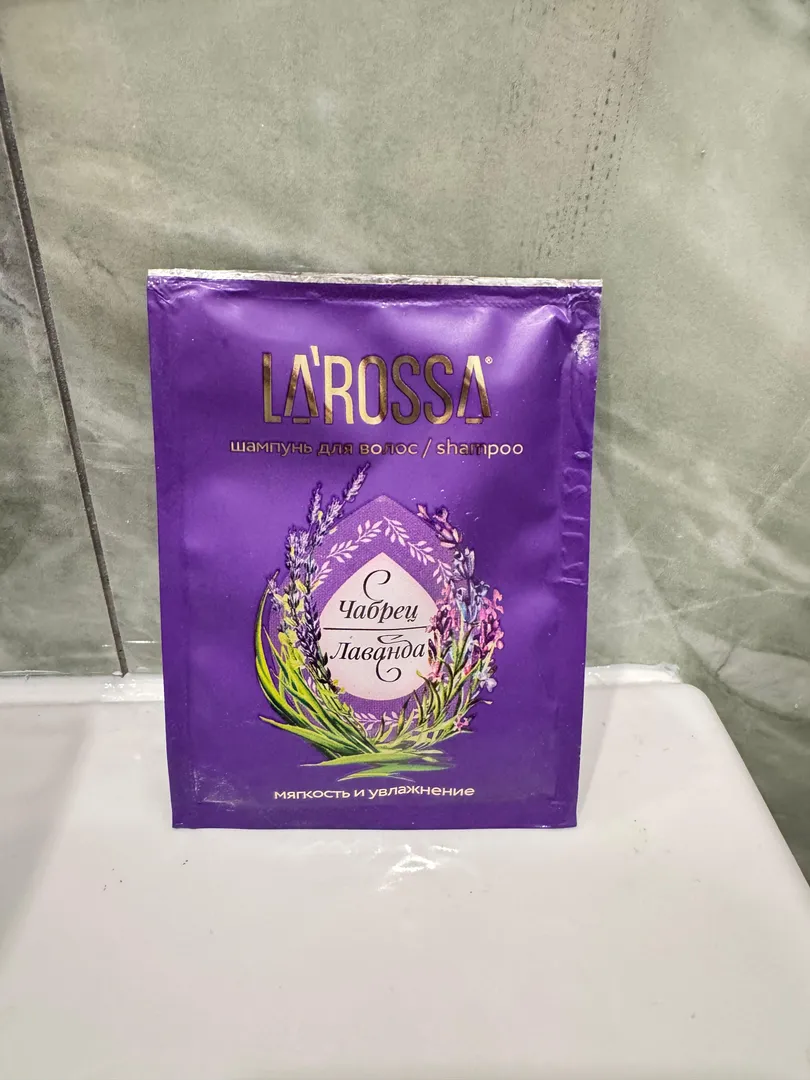 LA'ROSSA®
шампунь для волос / shampoo
Чабрец
Лаванда
мягкость и увлажнение